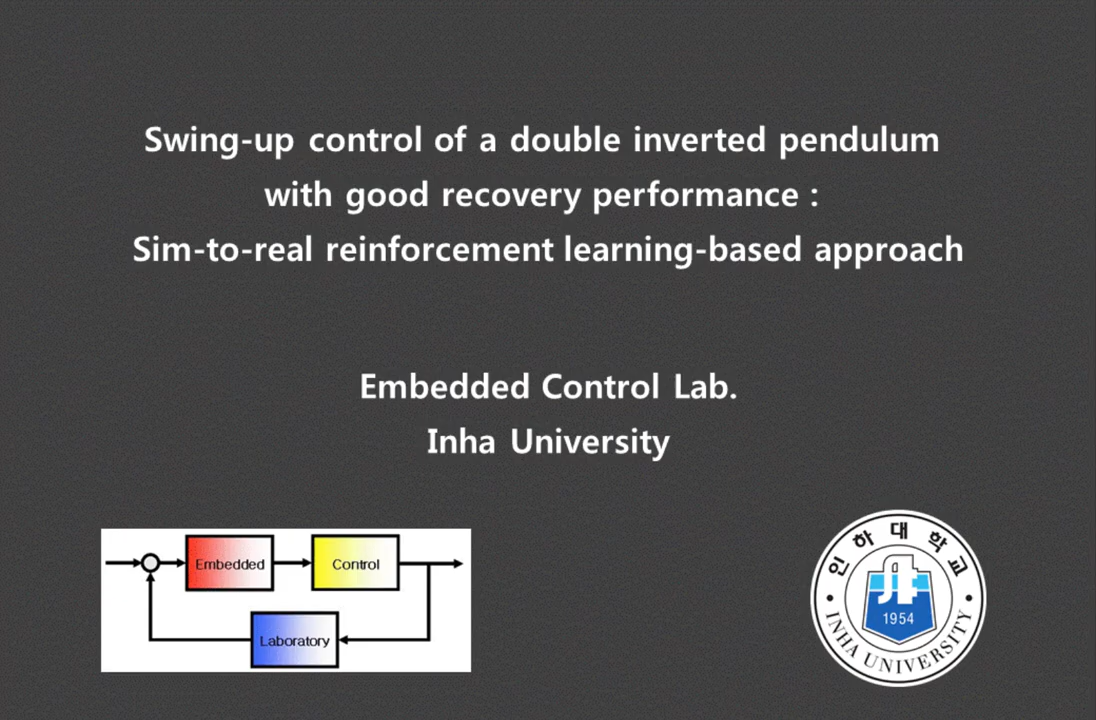 Swing-up control of a double inverted pendulum
with good recovery performance :
Sim-to-real reinforcement learning-based approach
Embedded Control Lab.
Inha University
Embedded
Control
Laboratory
인하대학교
1954
INHA UNIVERSITY